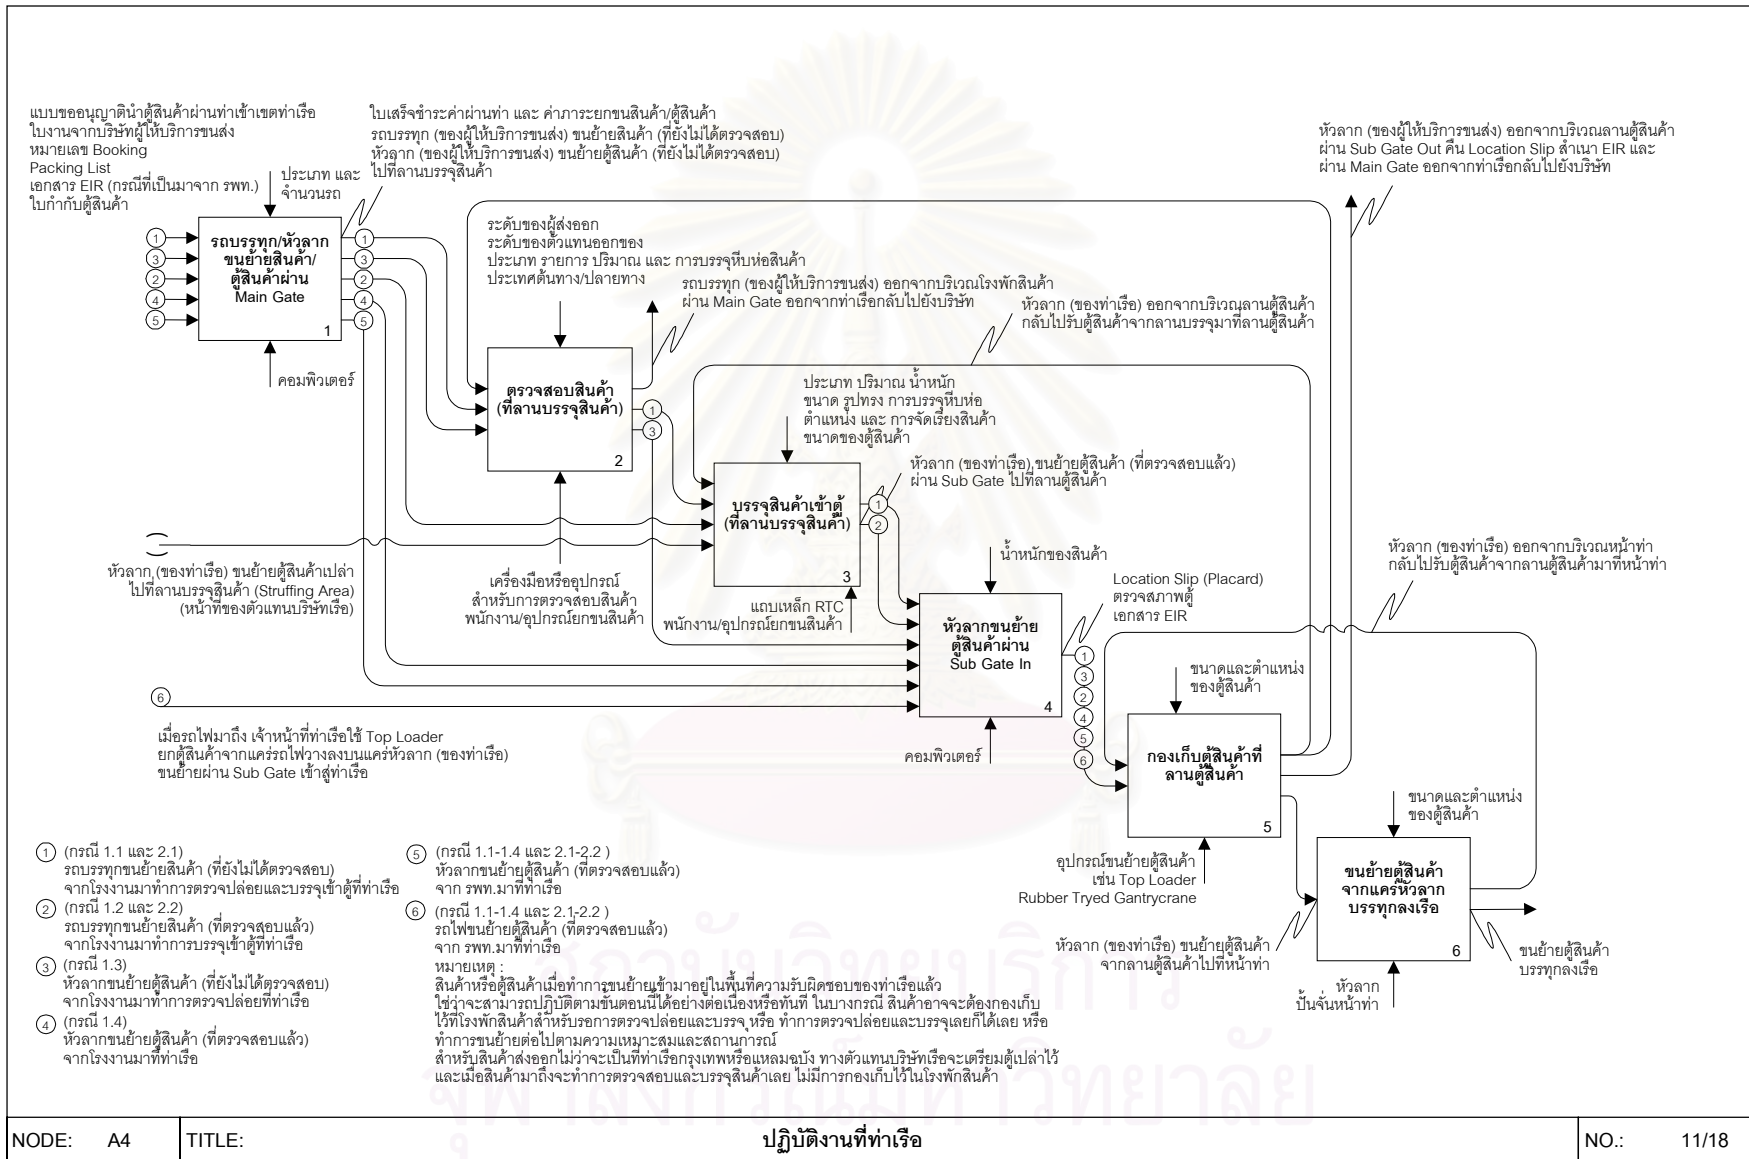 แบบขออนุญาตินำตู้สินค้าผ่านท่าเข้าเขตท่าเรือ
ใบงานจากบริษัทผู้ให้บริการขนส่ง
หมายเลข Booking
Packing List
เอกสาร EIR (กรณีที่เป็นมาจาก รพท.)
ใบกำกับตู้สินค้า
ประเภท และ
จำนวนรถ
ใบเสร็จชำระค่าผ่านท่า และ ค่าภาระยกขนสินค้า/ตู้สินค้า
รถบรรทุก (ของผู้ให้บริการขนส่ง) ขนย้ายสินค้า (ที่ยังไม่ได้ตรวจสอบ)
หัวลาก (ของผู้ให้บริการขนส่ง) ขนย้ายตู้สินค้า (ที่ยังไม่ได้ตรวจสอบ)
ไปที่ลานบรรจุสินค้า
หัวลาก (ของผู้ให้บริการขนส่ง) ออกจากบริเวณลานตู้สินค้า
ผ่าน Sub Gate Out คืน Location Slip สำเนา EIR และ
ผ่าน Main Gate ออกจากท่าเรือกลับไปยังบริษัท
1
3
2
4
5
รถบรรทุก/หัวลาก
ขนย้ายสินค้า/
ตู้สินค้าผ่าน
Main Gate
1
1
3
2
4
5
คอมพิวเตอร์
ระดับของผู้ส่งออก
ระดับของตัวแทนออกของ
ประเภท รายการ ปริมาณ และ การบรรจุหีบห่อสินค้า
ประเทศต้นทาง/ปลายทาง
รถบรรทุก (ของผู้ให้บริการขนส่ง) ออกจากบริเวณโรงพักสินค้า
ผ่าน Main Gate ออกจากท่าเรือกลับไปยังบริษัท
หัวลาก (ของท่าเรือ) ออกจากบริเวณลานตู้สินค้า
กลับไปรับตู้สินค้าจากลานบรรจุมาที่ลานตู้สินค้า
ตรวจสอบสินค้า
(ที่ลานบรรจุสินค้า)
2
1
3
ประเภท ปริมาณ น้ำหนัก
ขนาด รูปทรง การบรรจุหีบห่อ
ตำแหน่ง และ การจัดเรียงสินค้า
ขนาดของตู้สินค้า
หัวลาก (ของท่าเรือ) ขนย้ายตู้สินค้า (ที่ตรวจสอบแล้ว)
ผ่าน Sub Gate ไปที่ลานตู้สินค้า
บรรจุสินค้าเข้าตู้
(ที่ลานบรรจุสินค้า)
3
1
2
หัวลาก (ของท่าเรือ) ขนย้ายตู้สินค้าเปล่า
ไปที่ลานบรรจุสินค้า (Struffing Area)
(หน้าที่ของตัวแทนบริษัทเรือ)
เครื่องมือหรืออุปกรณ์
สำหรับการตรวจสอบสินค้า
พนักงาน/อุปกรณ์ยกขนสินค้า
แถบเหล็ก RTC
พนักงาน/อุปกรณ์ยกขนสินค้า
น้ำหนักของสินค้า
Location Slip (Placard)
ตรวจสภาพตู้
เอกสาร EIR
หัวลาก (ของท่าเรือ) ออกจากบริเวณหน้าท่า
กลับไปรับตู้สินค้าจากลานตู้สินค้ามาที่หน้าท่า
หัวลากขนย้าย
ตู้สินค้าผ่าน
Sub Gate In
4
1
3
2
4
5
6
6
เมื่อรถไฟมาถึง เจ้าหน้าที่ท่าเรือใช้ Top Loader
ยกตู้สินค้าจากแคร่รถไฟวางลงบนแคร่หัวลาก (ของท่าเรือ)
ขนย้ายผ่าน Sub Gate เข้าสู่ท่าเรือ
คอมพิวเตอร์
ขนาดและตำแหน่ง
ของตู้สินค้า
กองเก็บตู้สินค้าที่
ลานตู้สินค้า
5
ขนาดและตำแหน่ง
ของตู้สินค้า
อุปกรณ์ขนย้ายตู้สินค้า
เช่น Top Loader
Rubber Tryed Gantrycrane
ขนย้ายตู้สินค้า
จากแคร่หัวลาก
บรรทุกลงเรือ
6
หัวลาก (ของท่าเรือ) ขนย้ายตู้สินค้า
จากลานตู้สินค้าไปที่หน้าท่า
หัวลาก
ปั้นจั่นหน้าท่า
ขนย้ายตู้สินค้า
บรรทุกลงเรือ
1 (กรณี 1.1 และ 2.1)
รถบรรทุกขนย้ายสินค้า (ที่ยังไม่ได้ตรวจสอบ)
จากโรงงานมาทำการตรวจปล่อยและบรรจุเข้าตู้ที่ท่าเรือ
2 (กรณี 1.2 และ 2.2)
รถบรรทุกขนย้ายสินค้า (ที่ตรวจสอบแล้ว)
จากโรงงานมาทำการบรรจุเข้าตู้ที่ท่าเรือ
3 (กรณี 1.3)
หัวลากขนย้ายตู้สินค้า (ที่ยังไม่ได้ตรวจสอบ)
จากโรงงานมาทำการตรวจปล่อยที่ท่าเรือ
4 (กรณี 1.4)
หัวลากขนย้ายตู้สินค้า (ที่ตรวจสอบแล้ว)
จากโรงงานมาที่ท่าเรือ
5 (กรณี 1.1-1.4 และ 2.1-2.2 )
หัวลากขนย้ายตู้สินค้า (ที่ตรวจสอบแล้ว)
จาก รพท.มาที่ท่าเรือ
6 (กรณี 1.1-1.4 และ 2.1-2.2 )
รถไฟขนย้ายตู้สินค้า (ที่ตรวจสอบแล้ว)
จาก รพท.มาที่ท่าเรือ
หมายเหตุ :
สินค้าหรือตู้สินค้าเมื่อทำการขนย้ายเข้ามาอยู่ในพื้นที่ความรับผิดชอบของท่าเรือแล้ว
ใช่ว่าจะสามารถปฏิบัติตามขั้นตอนนี้ได้อย่างต่อเนื่องหรือทันที ในบางกรณี สินค้าอาจจะต้องกองเก็บ
ไว้ที่โรงพักสินค้าสำหรับรอการตรวจปล่อยและบรรจุ หรือ ทำการตรวจปล่อยและบรรจุเลยก็ได้เลย หรือ
ทำการขนย้ายต่อไปตามความเหมาะสมและสถานการณ์
สำหรับสินค้าส่งออกไม่ว่าจะเป็นที่ท่าเรือกรุงเทพหรือแหลมฉบัง ทางตัวแทนบริษัทเรือจะเตรียมตู้เปล่าไว้
และเมื่อสินค้ามาถึงจะทำการตรวจสอบและบรรจุสินค้าเลย ไม่มีการกองเก็บไว้ในโรงพักสินค้า
สถาบันวิทยบริการ
จุฬาลงกรณ์มหาวิทยาลัย
NODE: A4
TITLE: ปฏิบัติงานที่ท่าเรือ
NO.: 11/18